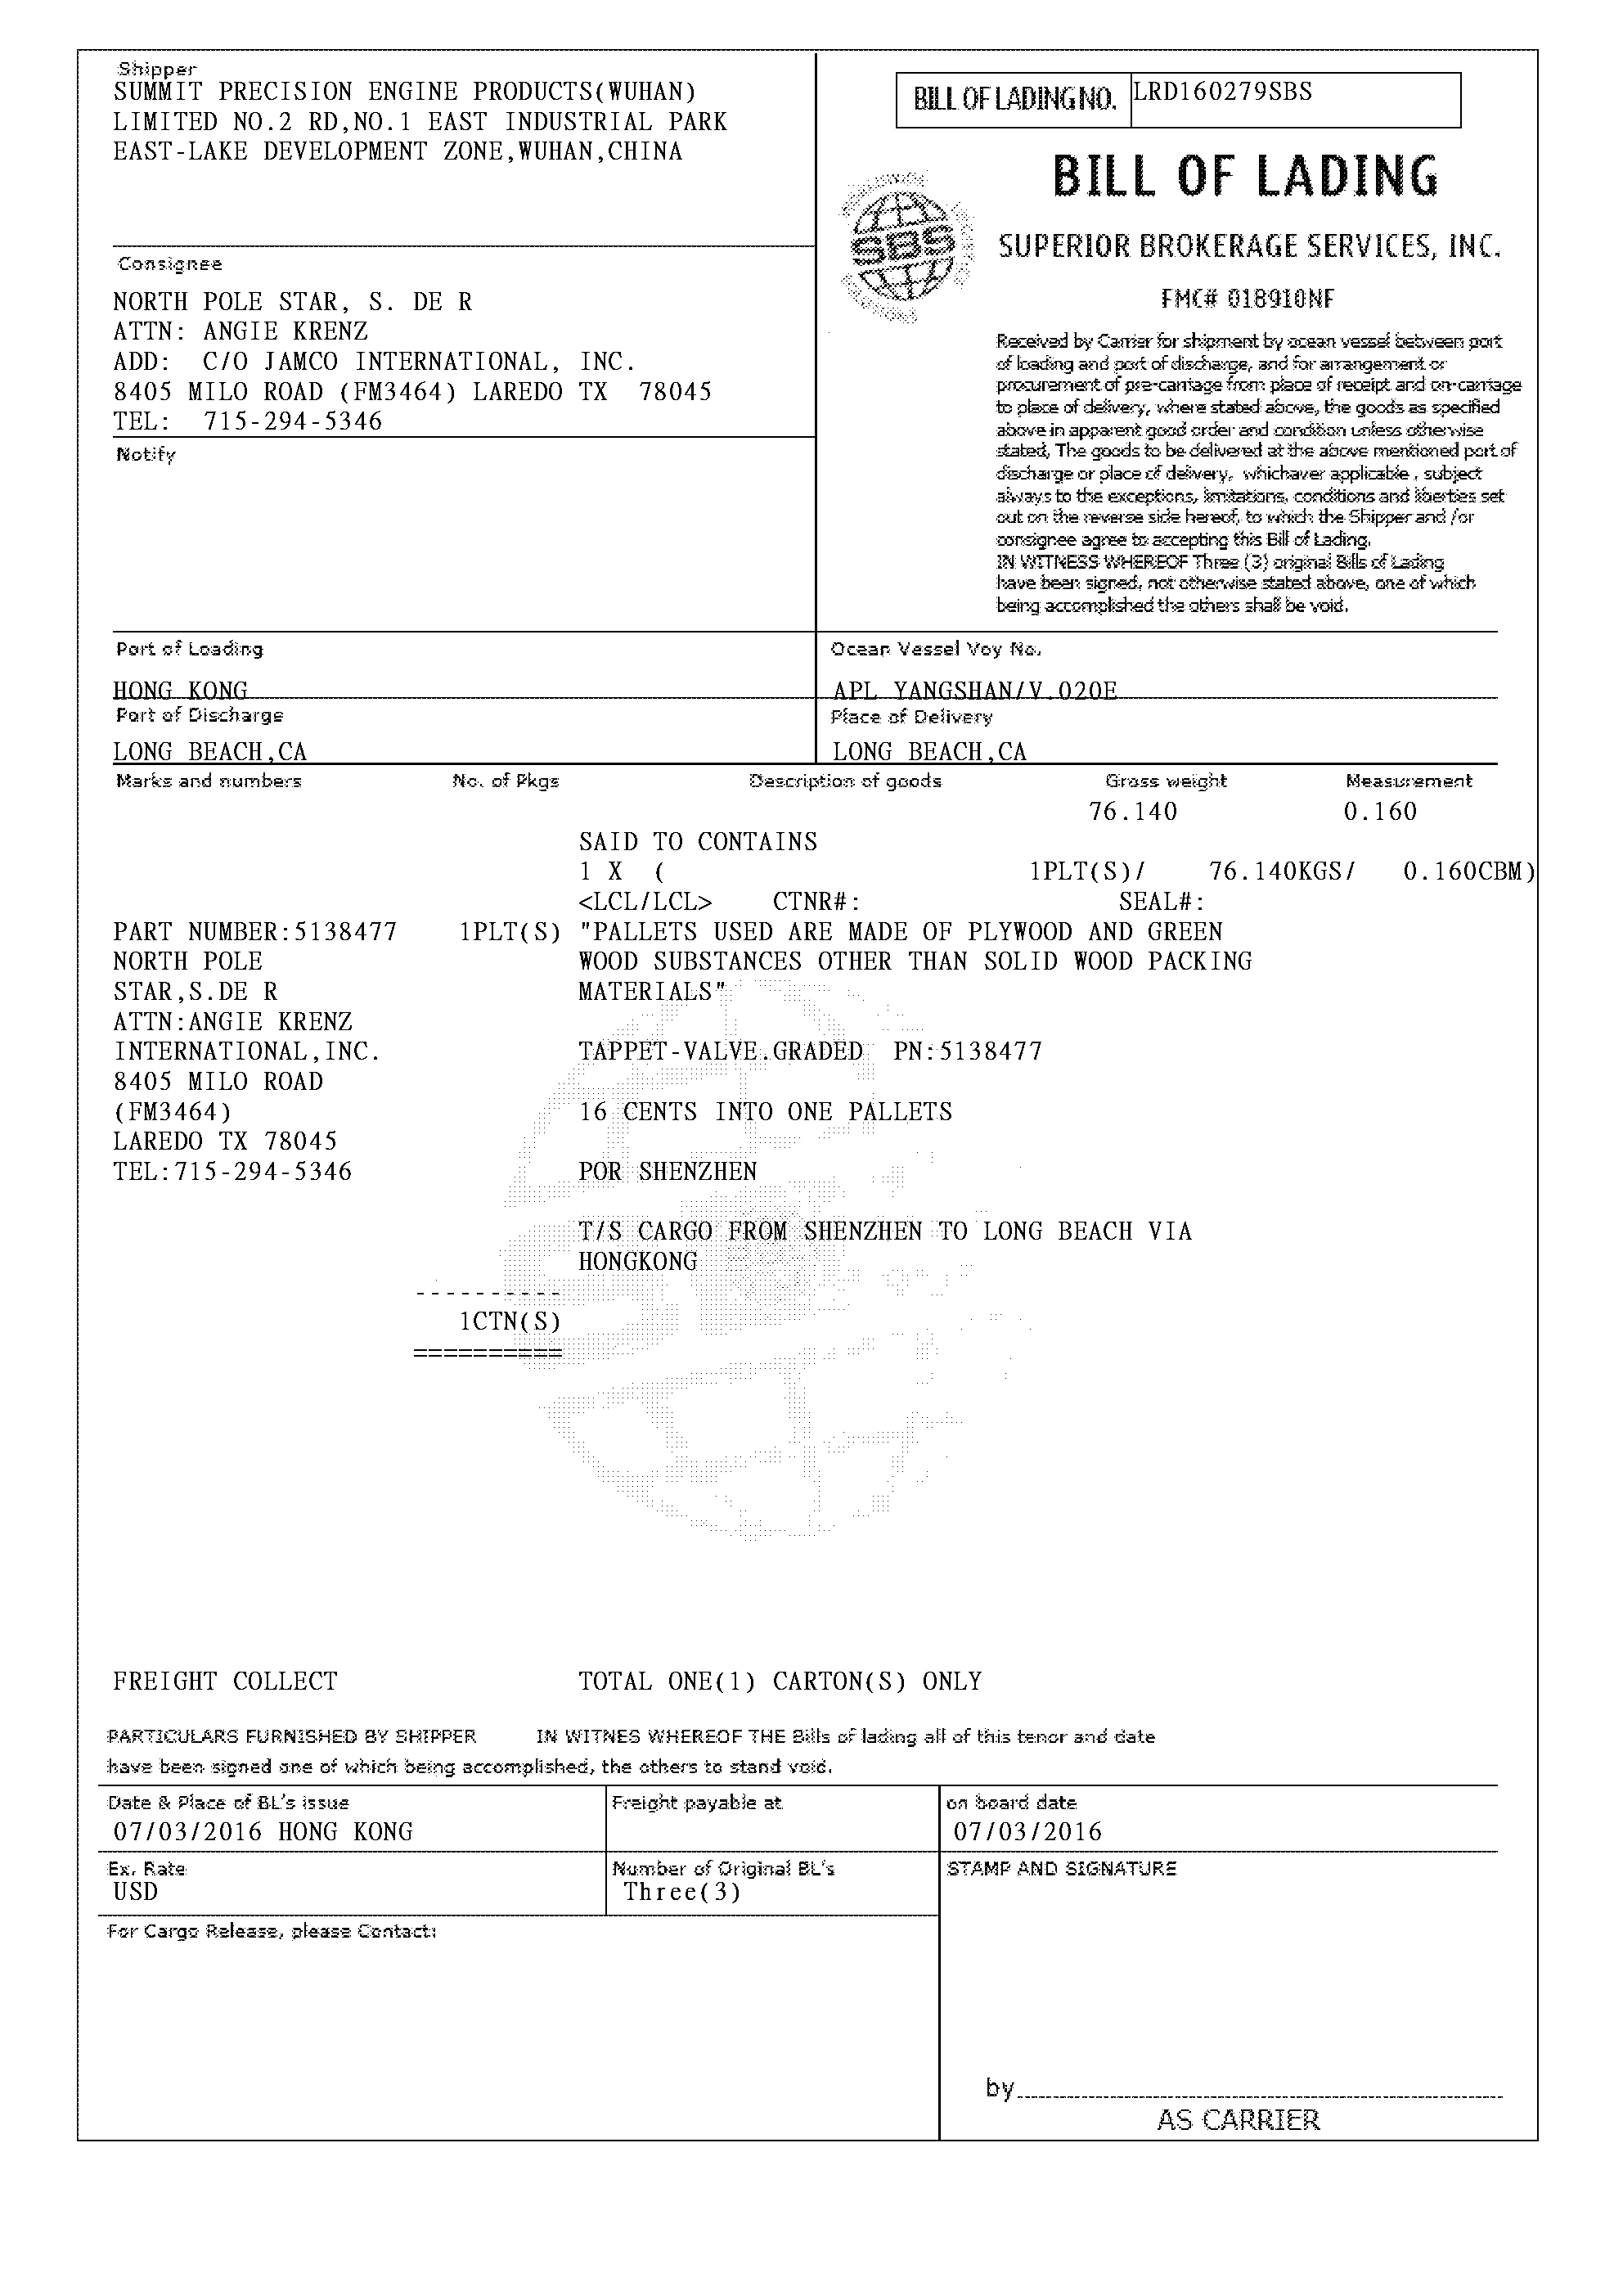 Shipper
SUMMIT PRECISION ENGINE PRODUCTS(WUHAN)
LIMITED NO.2 RD,NO.1 EAST INDUSTRIAL PARK
EAST-LAKE DEVELOPMENT ZONE,WUHAN,CHINA
BILL OF LADING NO. LRD160279SBS
BILL OF LADING
SBS
SUPERIOR BROKERAGE SERVICES, INC.
FMC# 018910NF
Received by Carrier for shipment by ocean vessel between port
of loading and port of discharge, and for arrangement or
procurement of pre-carriage from place of receipt and on-carriage
to place of delivery, where stated above, the goods as specified
above in apparent good order and condition unless otherwise
stated, The goods to be delivered at the above mentioned port of
discharge or place of delivery, whichaver applicable , subject
always to the exceptions, limitations, conditions and liberties set
out on the reverse side hereof, to which the Shipper and /or
consignee agree to accepting this Bill of Lading.
IN WITNESS WHEREOF Three (3) original Bills of Lading
have been signed, not otherwise stated above, one of which
being accomplished the others shall be void.
Consignee
NORTH POLE STAR, S. DE R
ATTN: ANGIE KRENZ
ADD: C/O JAMCO INTERNATIONAL, INC.
8405 MILO ROAD (FM3464) LAREDO TX 78045
TEL: 715-294-5346
Notify
Port of Loading
HONG KONG
Ocean Vessel Voy No.
APL YANGSHAN/V.020E
Port of Discharge
LONG BEACH,CA
Place of Delivery
LONG BEACH,CA
Marks and numbers No. of Pkgs Description of goods Gross weight Measurement
76.140 0.160
SAID TO CONTAINS
1 X ( 1PLT(S)/ 76.140KGS/ 0.160CBM)
<LCL/LCL> CTNR#: SEAL#:
PART NUMBER:5138477 1PLT(S) "PALLETS USED ARE MADE OF PLYWOOD AND GREEN
NORTH POLE WOOD SUBSTANCES OTHER THAN SOLID WOOD PACKING
STAR,S.DE R MATERIALS"
ATTN:ANGIE KRENZ
INTERNATIONAL,INC. TAPPET-VALVE.GRADED PN:5138477
8405 MILO ROAD
(FM3464) 16 CENTS INTO ONE PALLETS
LAREDO TX 78045
TEL:715-294-5346 POR SHENZHEN
T/S CARGO FROM SHENZHEN TO LONG BEACH VIA
HONGKONG
----------
1CTN(S)
==========
FREIGHT COLLECT TOTAL ONE(1) CARTON(S) ONLY
PARTICULARS FURNISHED BY SHIPPER IN WITNES WHEREOF THE Bills of lading all of this tenor and date
have been signed one of which being accomplished, the others to stand void.
Date & Place of BL's issue
07/03/2016 HONG KONG
Freight payable at
on board date
07/03/2016
Ex. Rate
USD
Number of Original BL's
Three(3)
STAMP AND SIGNATURE
For Cargo Release, please Contact:
by
AS CARRIER